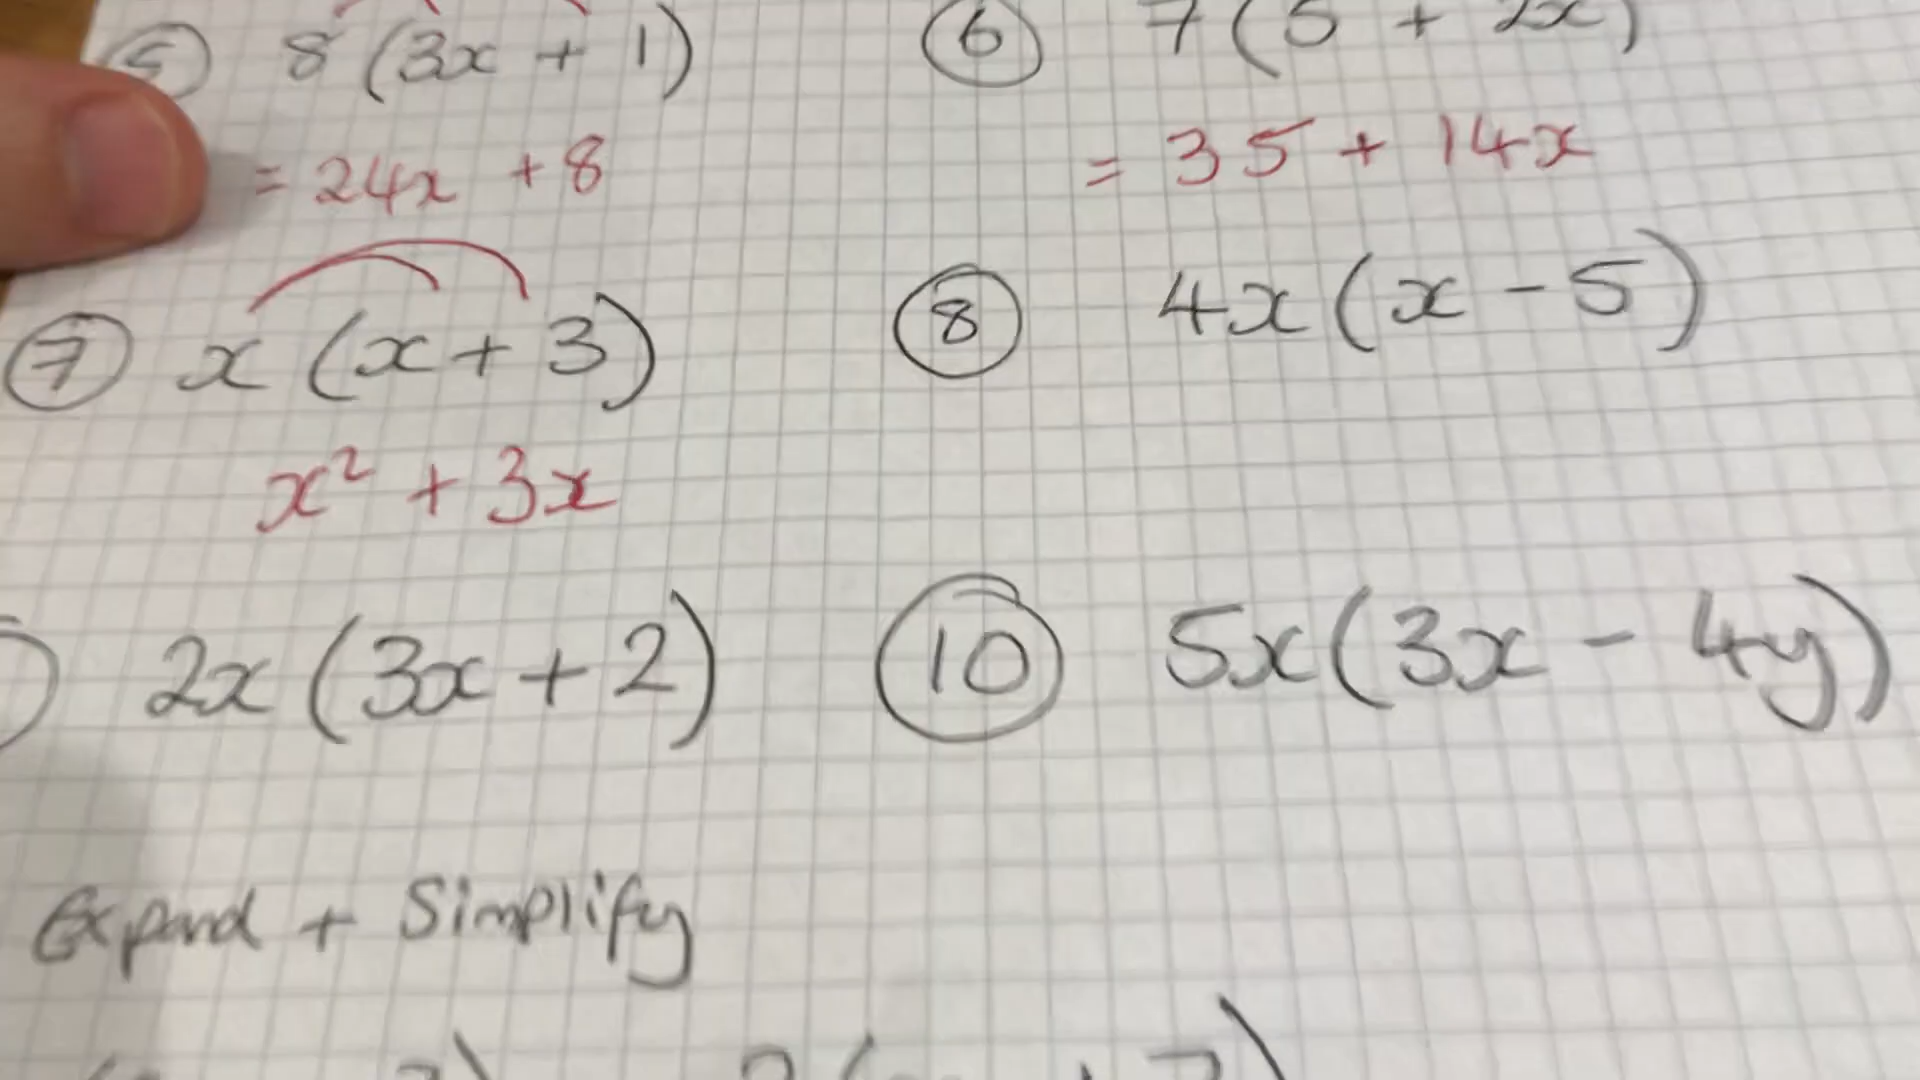 5 8(3x + 1) 6 7(5 + 2x)
= 24x + 8 = 35 + 14x
7 x(x + 3) 8 4x(x - 5)
x² + 3x
2x(3x + 2) 10 5x(3x - 4y)
Expand + Simplify